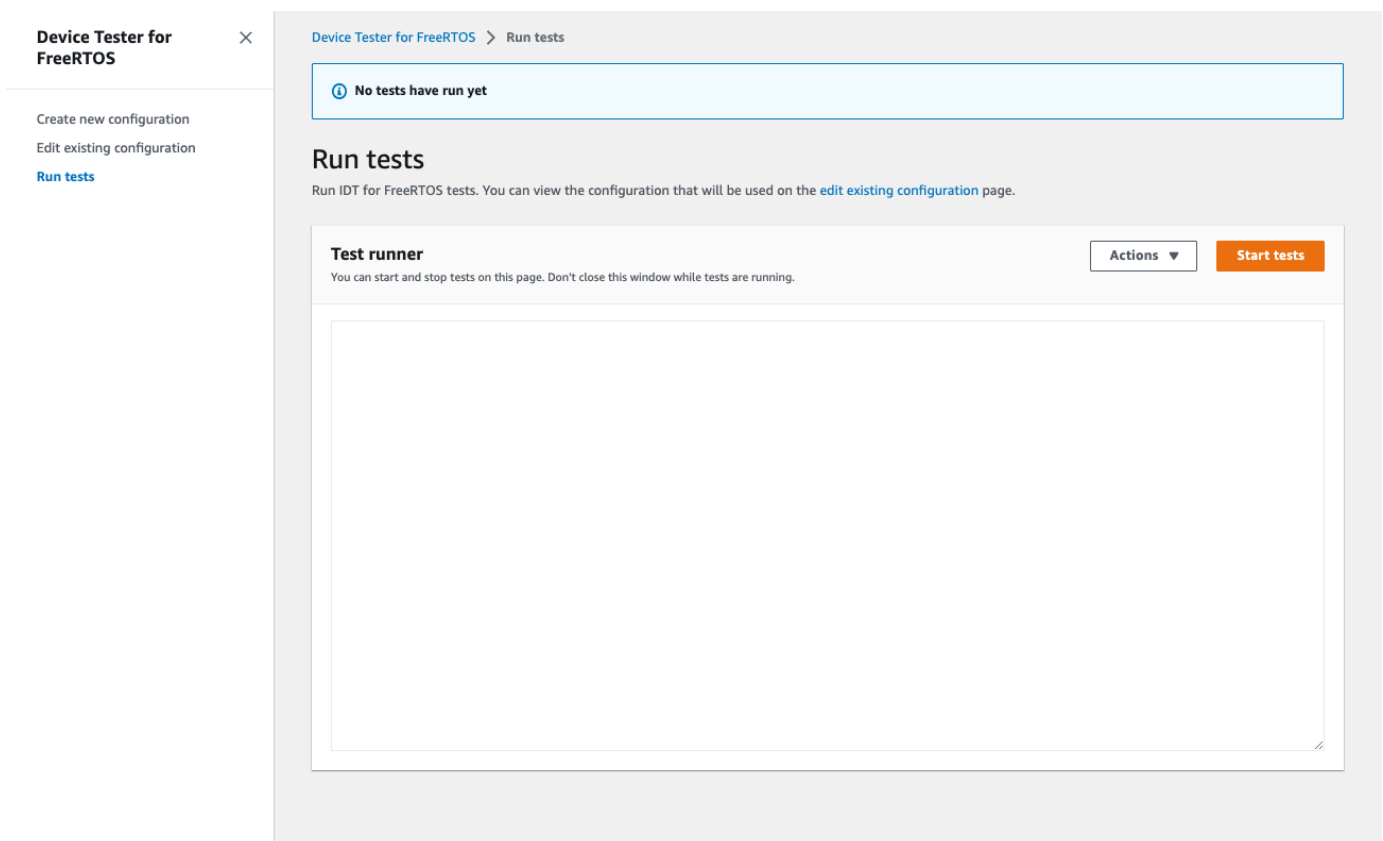 Device Tester for
FreeRTOS
Create new configuration
Edit existing configuration
Run tests
Device Tester for FreeRTOS > Run tests
No tests have run yet
Run tests
Run IDT for FreeRTOS tests. You can view the configuration that will be used on the edit existing configuration page.
Test runner
You can start and stop tests on this page. Don't close this window while tests are running.
Actions ▼
Start tests